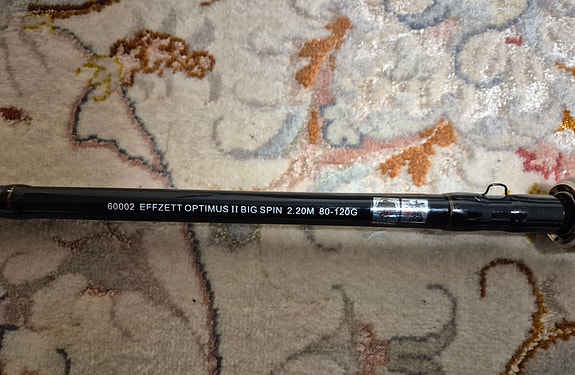 60002 EFFZETT OPTIMUS II BIG SPIN 2.20M 80-120G